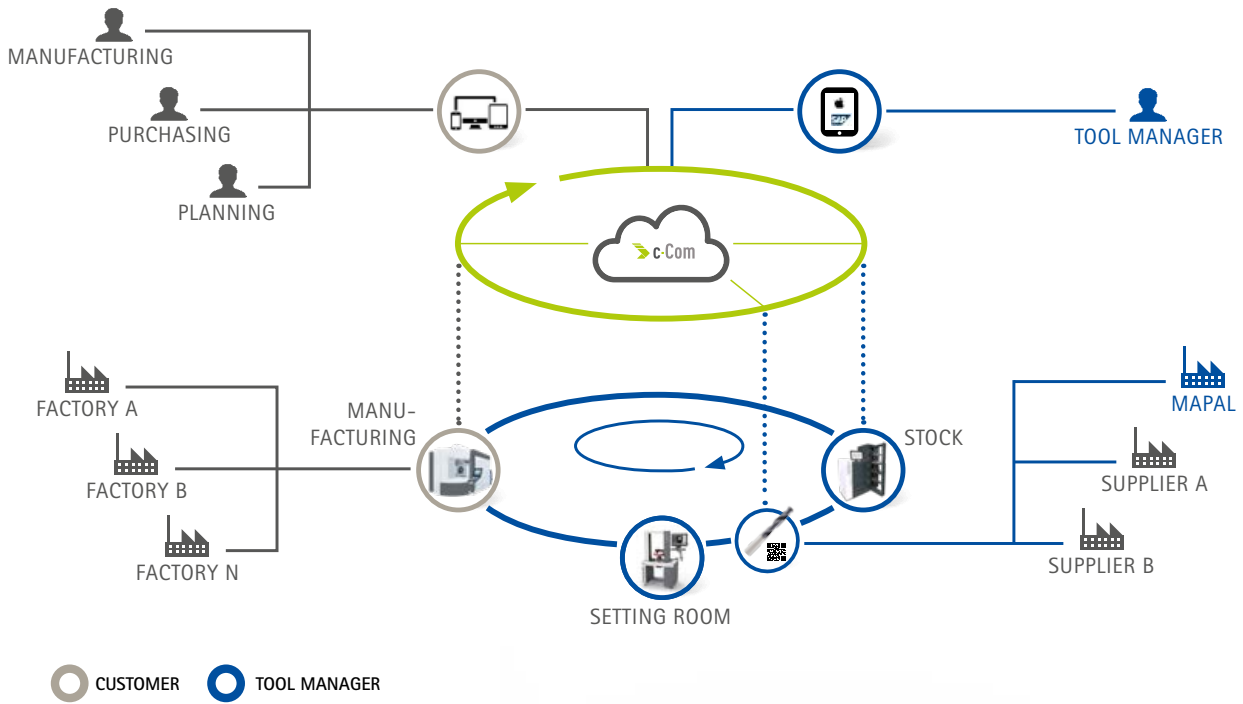 MANUFACTURING
PURCHASING
PLANNING
SAP
TOOL MANAGER
c·Com
FACTORY A
FACTORY B
FACTORY N
MANU-
FACTURING
STOCK
SETTING ROOM
MAPAL
SUPPLIER A
SUPPLIER B
CUSTOMER
TOOL MANAGER